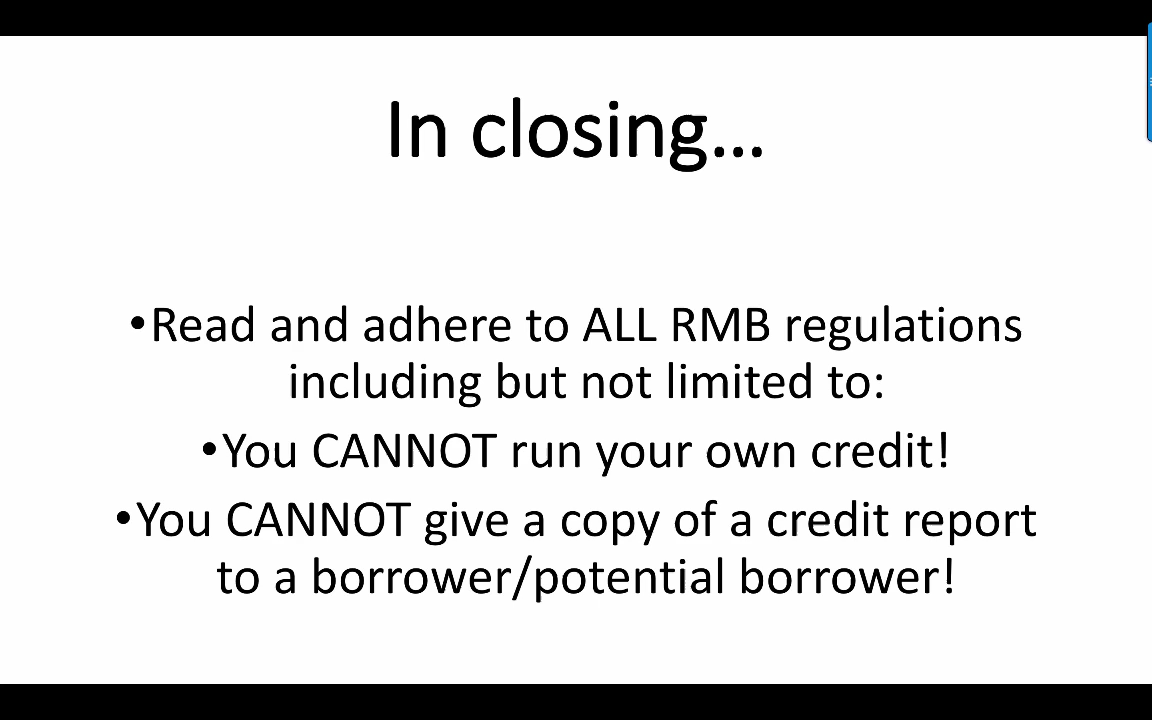 In closing...
•Read and adhere to ALL RMB regulations
including but not limited to:
•You CANNOT run your own credit!
•You CANNOT give a copy of a credit report
to a borrower/potential borrower!